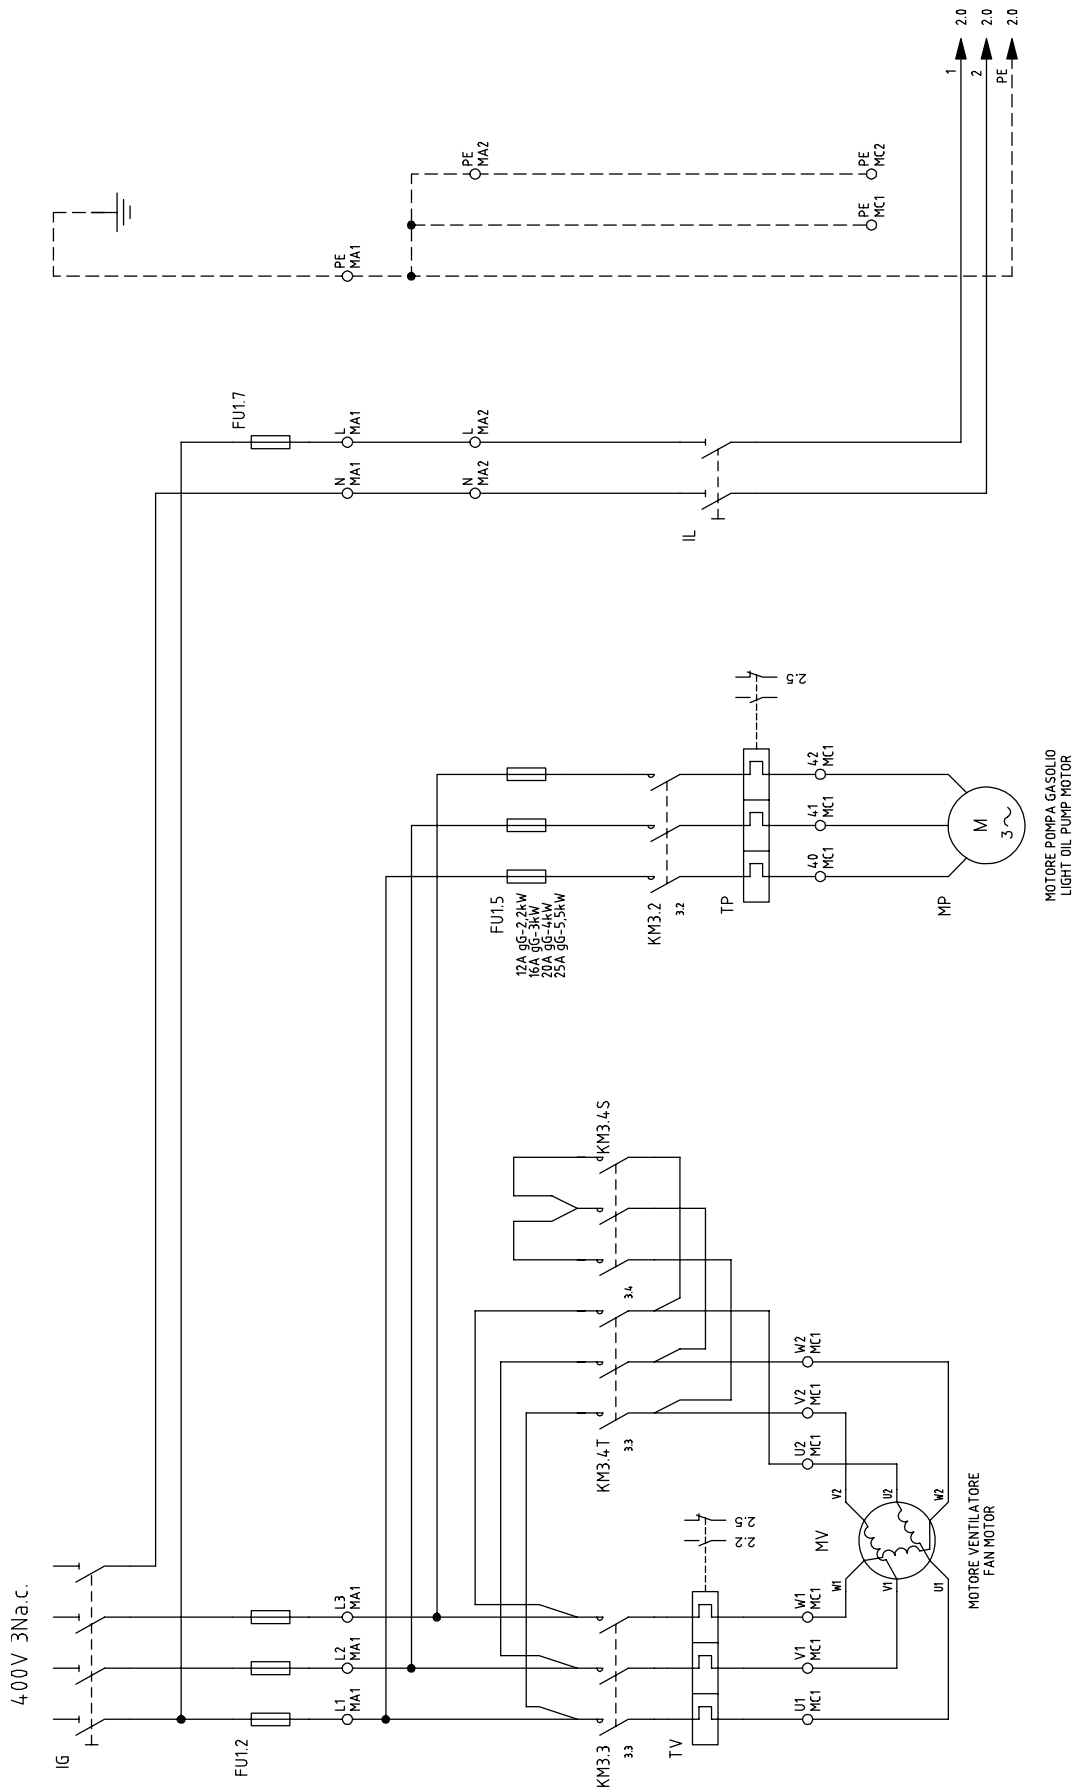 400V 3Na.c.
IG
FU1.2
L1
MA1
L2
MA1
L3
MA1
KM3.3
3.3
TV
2.2
2.5
U1
MC1
V1
MC1
W1
MC1
MV
W1
V1
U1
V2
U2
W2
MOTORE VENTILATORE
FAN MOTOR
KM3.4T
3.3
U2
MC1
V2
MC1
W2
MC1
3.4
KM3.4S
FU1.5
12A gG-2,2kW
16A gG-3kW
20A gG-4kW
25A gG-5,5kW
KM3.2
3.2
TP
2.5
40
MC1
41
MC1
42
MC1
MP
M
3~
MOTORE POMPA GASOLIO
LIGHT OIL PUMP MOTOR
FU1.7
N
MA1
L
MA1
N
MA2
L
MA2
IL
PE
MA1
PE
MA2
PE
MC1
PE
MC2
1
2.0
2
2.0
PE
2.0